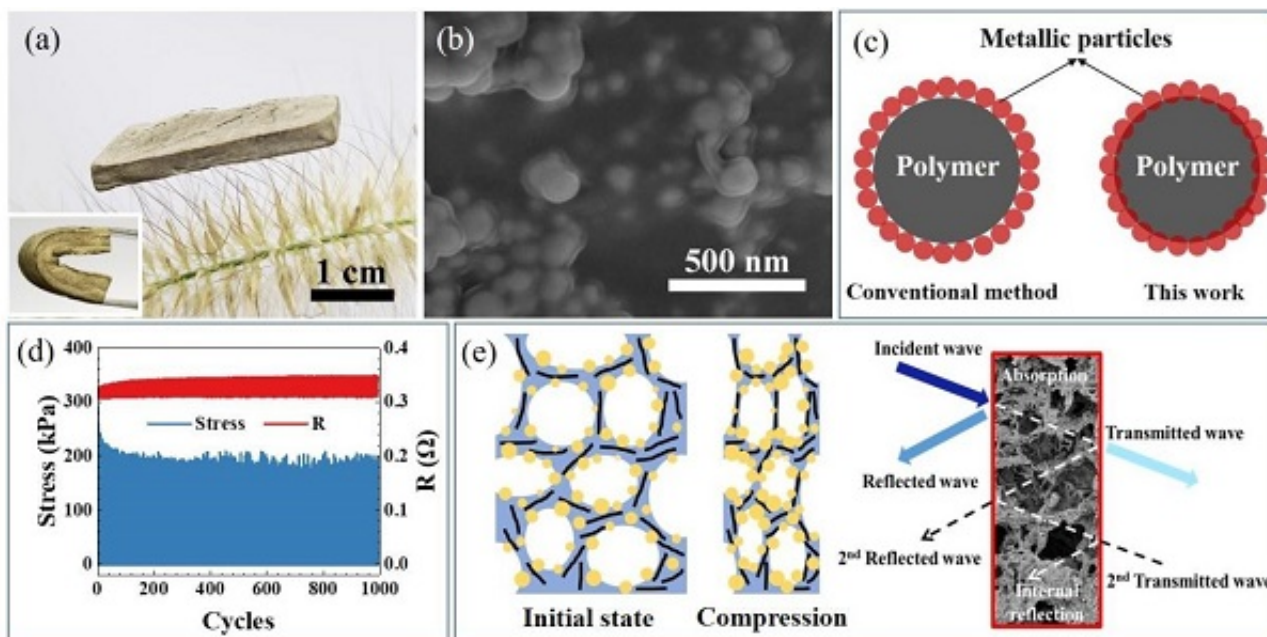 (a)
1 cm
(b)
500 nm
(c)
Metallic particles
Polymer
Polymer
Conventional method
This work
(d)
400
300
200
100
0
Stress (kPa)
0.4
0.3
0.2
0.1
0.0
R (Ω)
Stress
R
0
200
400
600
800
1000
Cycles
(e)
Initial state
Compression
Incident wave
Absorption
Transmitted wave
Reflected wave
2nd Reflected wave
2nd Transmitted wave
Internal
reflection